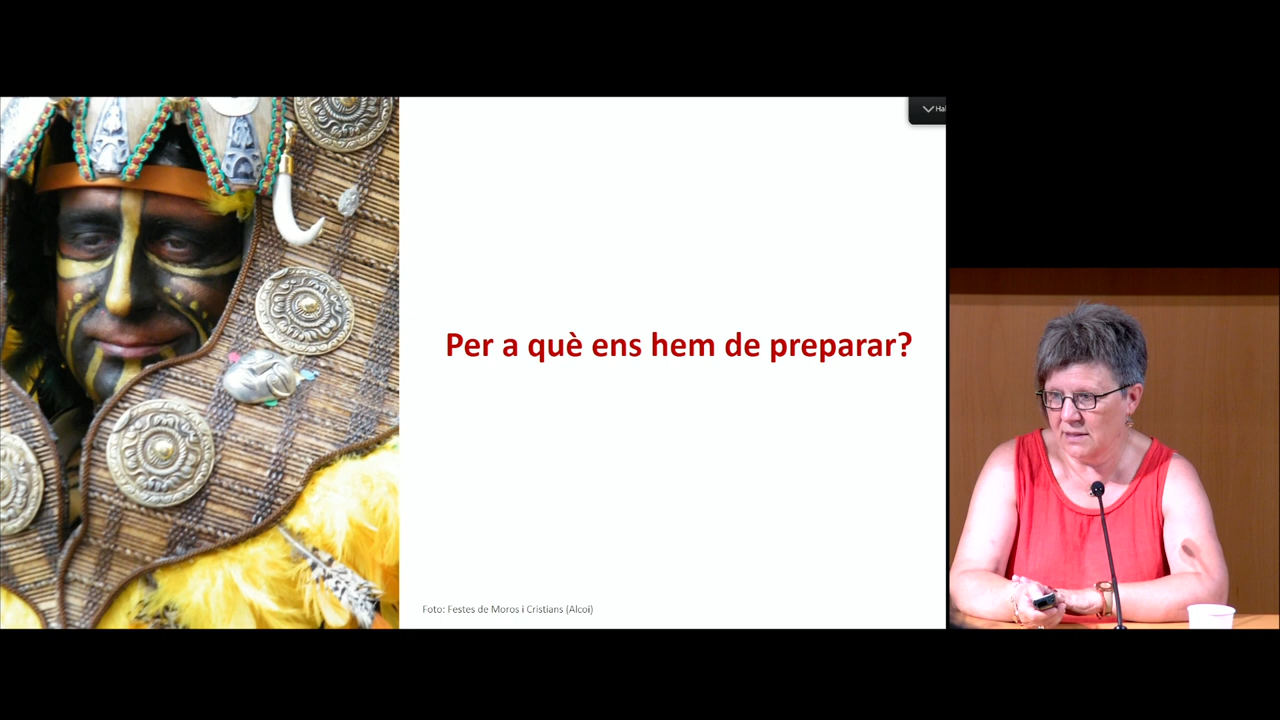 Per a què ens hem de preparar?
Foto: Festes de Moros i Cristians (Alcoi)